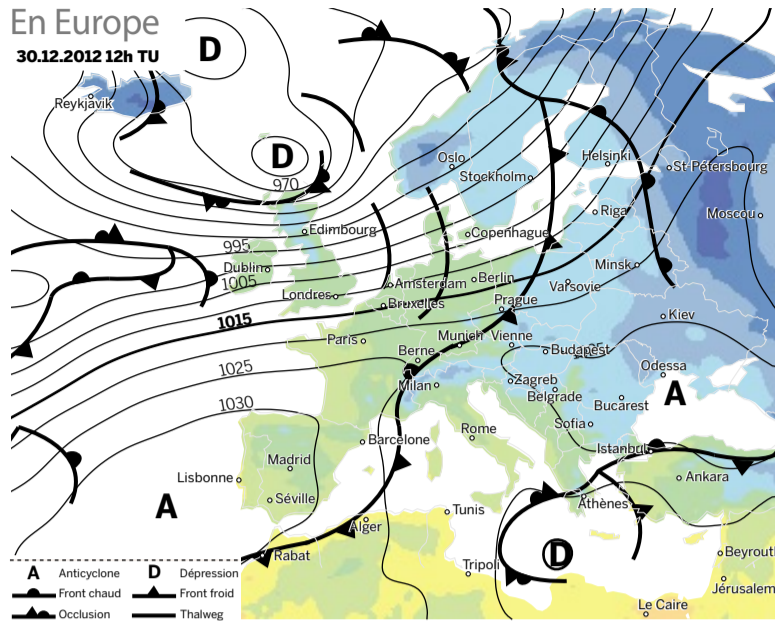 En Europe
30.12.2012 12h TU
D
Reykjavik
D
970
Oslo
Stockholm
Helsinki
St-Pétersbourg
Riga
Moscou
Edimbourg
Copenhague
995
Dublin
1005
Londres
Amsterdam
Berlin
Minsk
Varsovie
Bruxelles
Prague
1015
Kiev
Paris
Munich
Vienne
Berne
Budapest
1025
Odessa
Milan
Zagreb
Belgrade
A
1030
Bucarest
Sofia
Rome
Barcelone
Istanbul
Madrid
Lisbonne
Ankara
Séville
A
Athènes
Tunis
Alger
D
Rabat
Beyrouth
Tripoli
Jérusalem
Le Caire
A Anticyclone D Dépression
Front chaud Front froid
Occlusion Thalweg